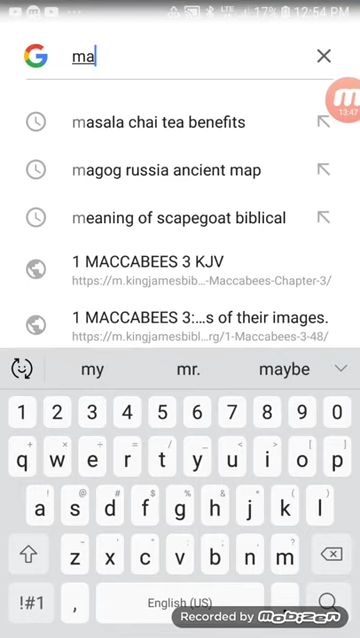 LTE 17% 12:54 PM
ma
13:47
masala chai tea benefits
magog russia ancient map
meaning of scapegoat biblical
1 MACCABEES 3 KJV
https://m.kingjamesbib...-Maccabees-Chapter-3/
1 MACCABEES 3:...s of their images.
https://m.kingjamesbibl...rg/1-Maccabees-3-48/
my mr. maybe
1 2 3 4 5 6 7 8 9 0
q w e r t y u i o p
a s d f g h j k l
z x c v b n m
!#1 , English (US) .
Recorded by Mobizen